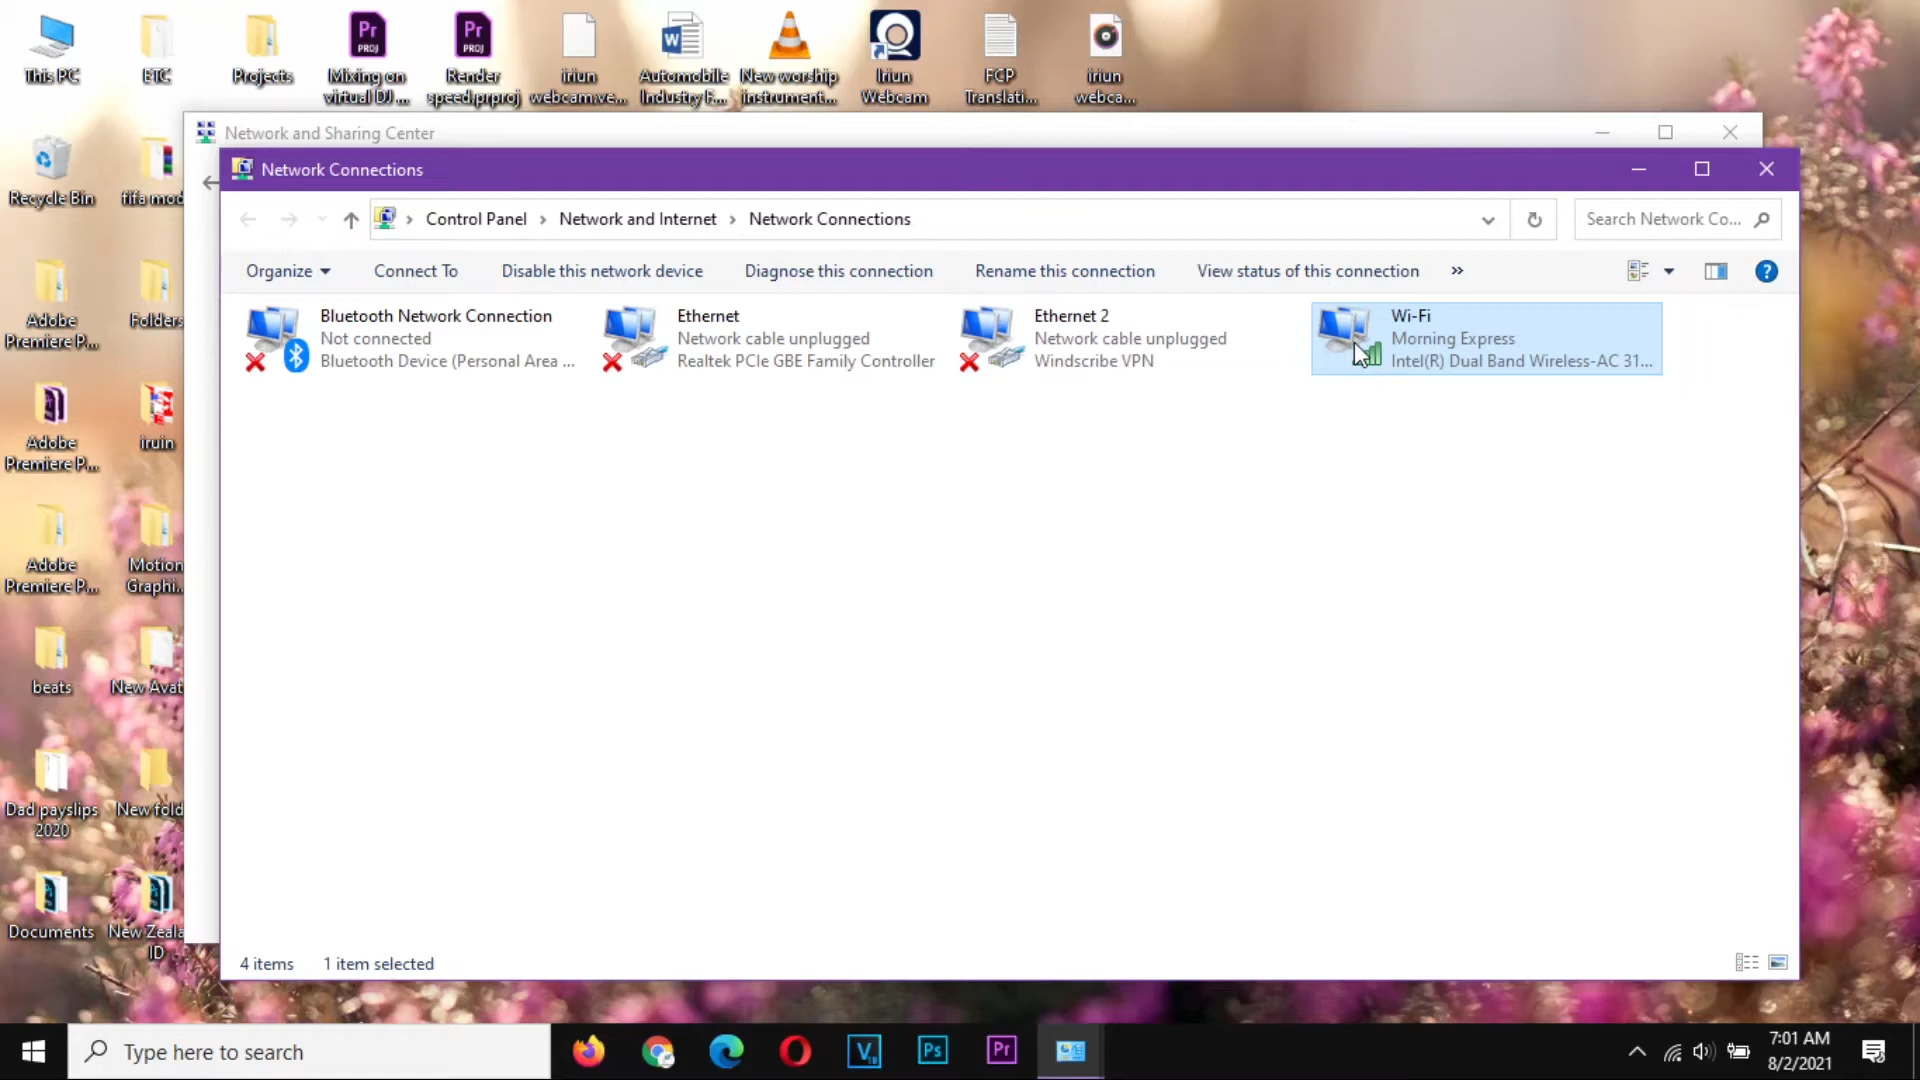 This PC
ETC
Projects
Mixing on
virtual DJ ...
Render
speed.prproj
iriun
webcam.we...
Automobile
Industry F...
New worship
instrument...
Iriun
Webcam
FCP
Translati...
iriun
webca...
Recycle Bin
fifa mod
Adobe
Premiere P...
Folders
Adobe
Premiere P...
iruin
Adobe
Premiere P...
Motion
Graphi...
beats
New Avat
Dad payslips
2020
New fold
Documents
New Zeala
ID
Network and Sharing Center
Network Connections
Control Panel > Network and Internet > Network Connections
Search Network Co...
Organize
Connect To
Disable this network device
Diagnose this connection
Rename this connection
View status of this connection
»
Bluetooth Network Connection
Not connected
Bluetooth Device (Personal Area ...
Ethernet
Network cable unplugged
Realtek PCIe GBE Family Controller
Ethernet 2
Network cable unplugged
Windscribe VPN
Wi-Fi
Morning Express
Intel(R) Dual Band Wireless-AC 31...
4 items
1 item selected
Type here to search
7:01 AM
8/2/2021